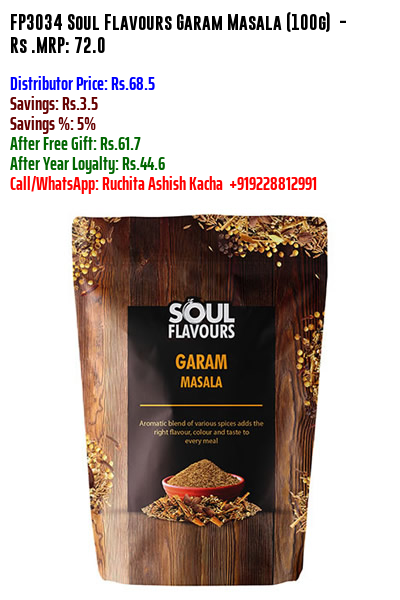 FP3034 Soul Flavours Garam Masala (100g) -
Rs .MRP: 72.0
Distributor Price: Rs.68.5
Savings: Rs.3.5
Savings %: 5%
After Free Gift: Rs.61.7
After Year Loyalty: Rs.44.6
Call/WhatsApp: Ruchita Ashish Kacha +919228812991
SOUL
FLAVOURS
GARAM
MASALA
Aromatic blend of various spices adds the
right flavour, colour and taste to
every meal